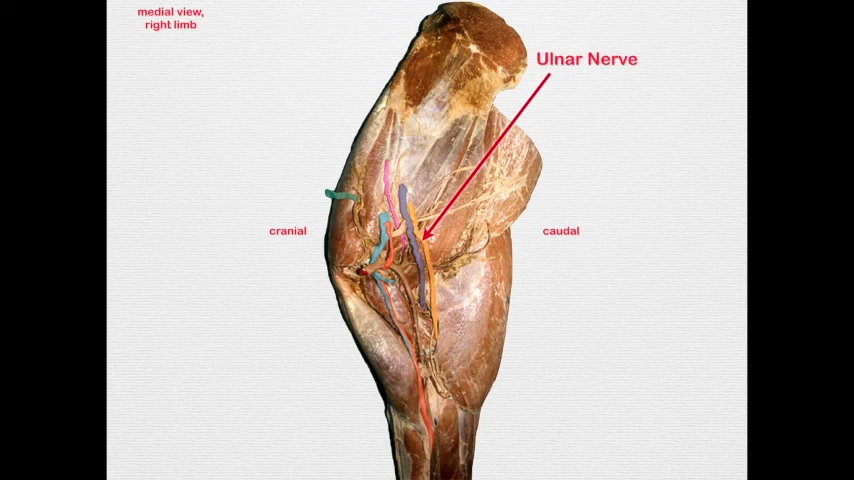 medial view,
right limb
Ulnar Nerve
cranial
caudal